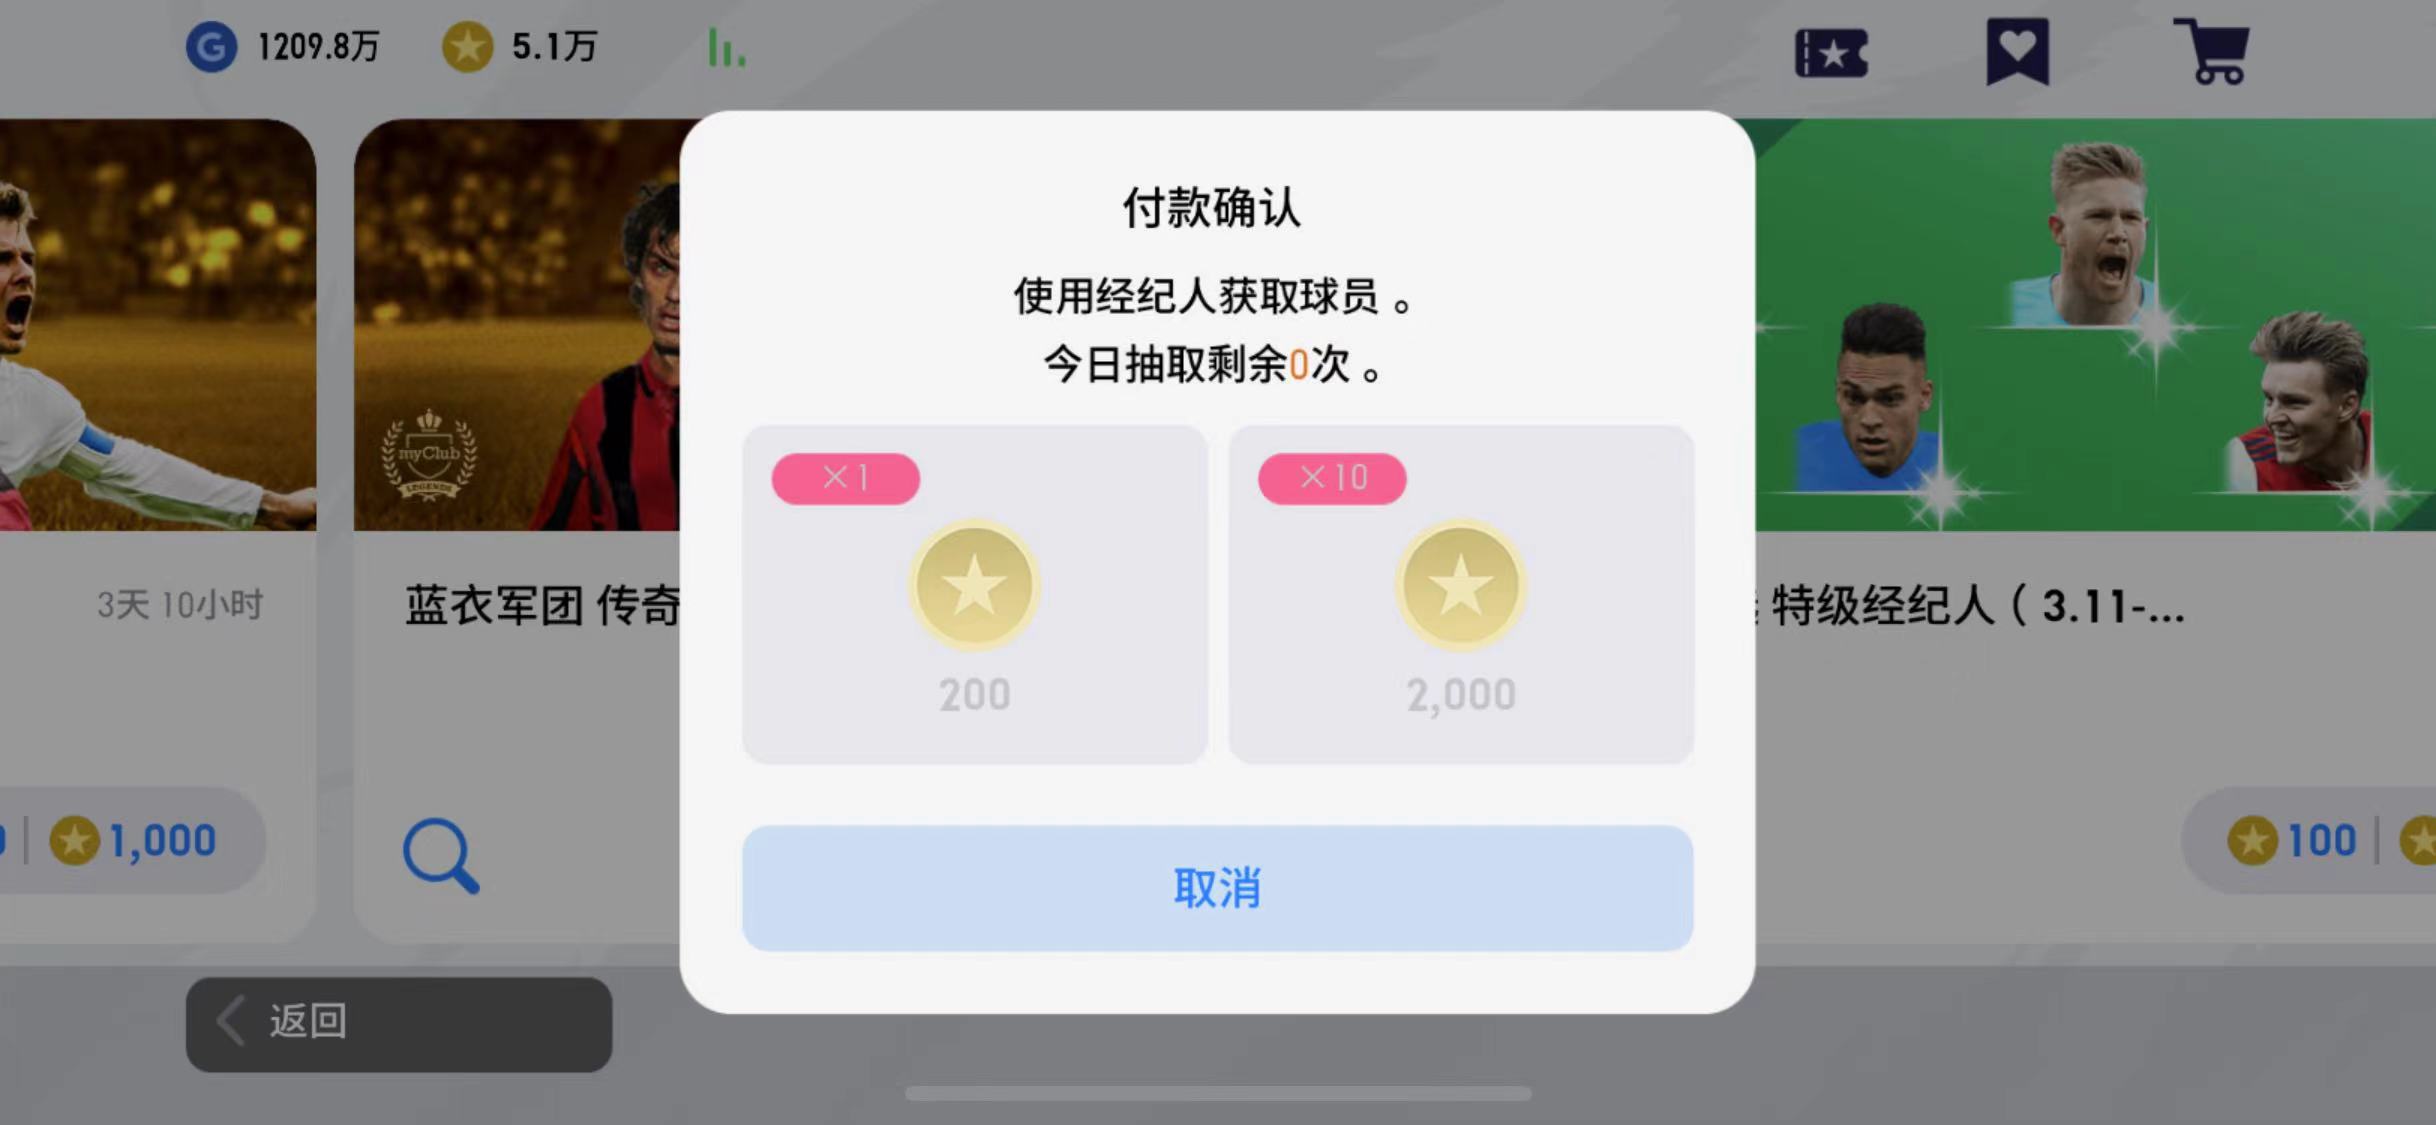 1209.8万
5.1万
付款确认
使用经纪人获取球员。
今日抽取剩余0次。
×1
×10
200
2,000
取消
myClub
LEGENDS
3天 10小时
蓝衣军团 传奇
特级经纪人（3.11-...
1,000
100
返回